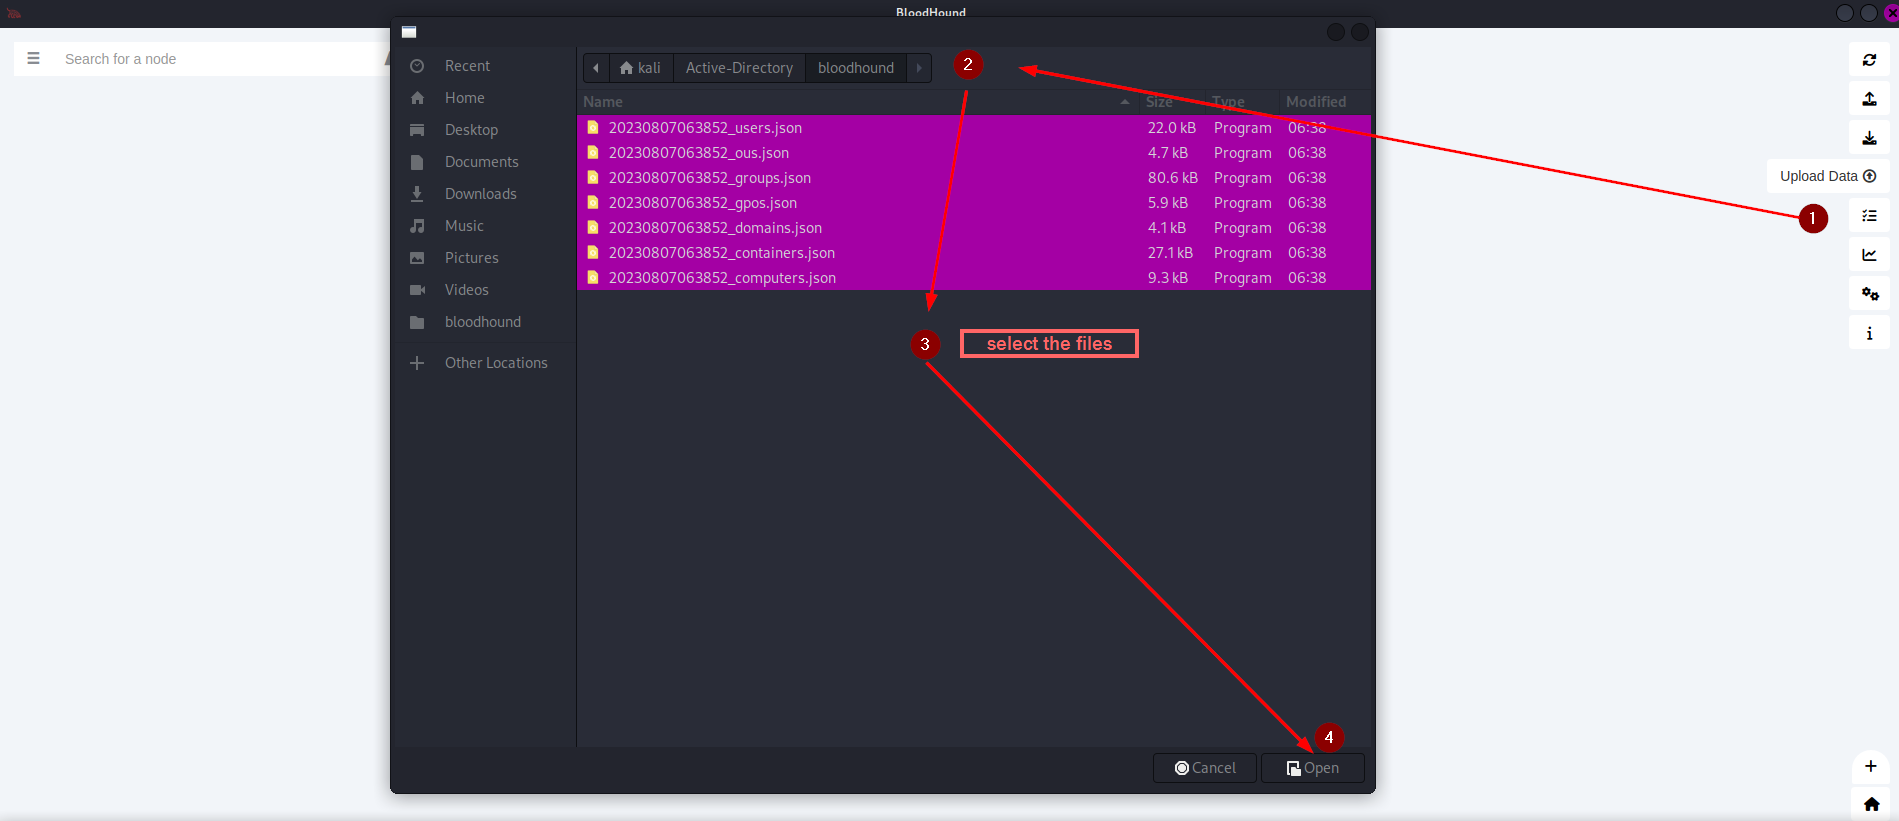 BloodHound
Search for a node
Recent
Home
Desktop
Documents
Downloads
Music
Pictures
Videos
bloodhound
Other Locations
kali Active-Directory bloodhound 2
Name Size Type Modified
20230807063852_users.json 22.0 kB Program 06:38
20230807063852_ous.json 4.7 kB Program 06:38
20230807063852_groups.json 80.6 kB Program 06:38
20230807063852_gpos.json 5.9 kB Program 06:38
20230807063852_domains.json 4.1 kB Program 06:38
20230807063852_containers.json 27.1 kB Program 06:38
20230807063852_computers.json 9.3 kB Program 06:38
3 select the files
4
Cancel Open
Upload Data
1